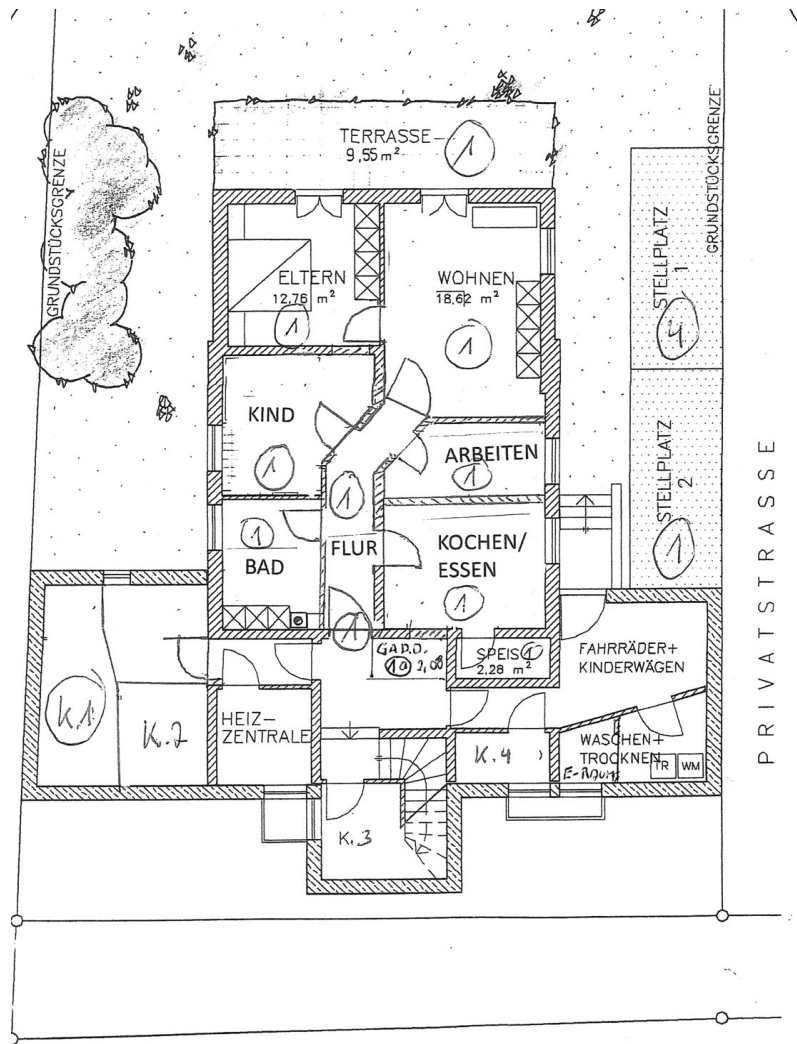 TERRASSE 1
9,55 m²
GRUNDSTÜCKSGRENZE
GRUNDSTÜCKSGRENZE
ELTERN
12,76 m²
1
WOHNEN
18,62 m²
1
STELLPLATZ
1
4
KIND
1
ARBEITEN
1
STELLPLATZ
2
1
1
BAD
1
FLUR
KOCHEN/
ESSEN
1
1
PRIVATSTRASSE
SPEIS 1
2,28 m²
FAHRRÄDER+
KINDERWÄGEN
K.1
K.2
HEIZ-
ZENTRALE
K.4
WASCHEN+
TROCKNEN
E-RAUM
TR
WM
K.3